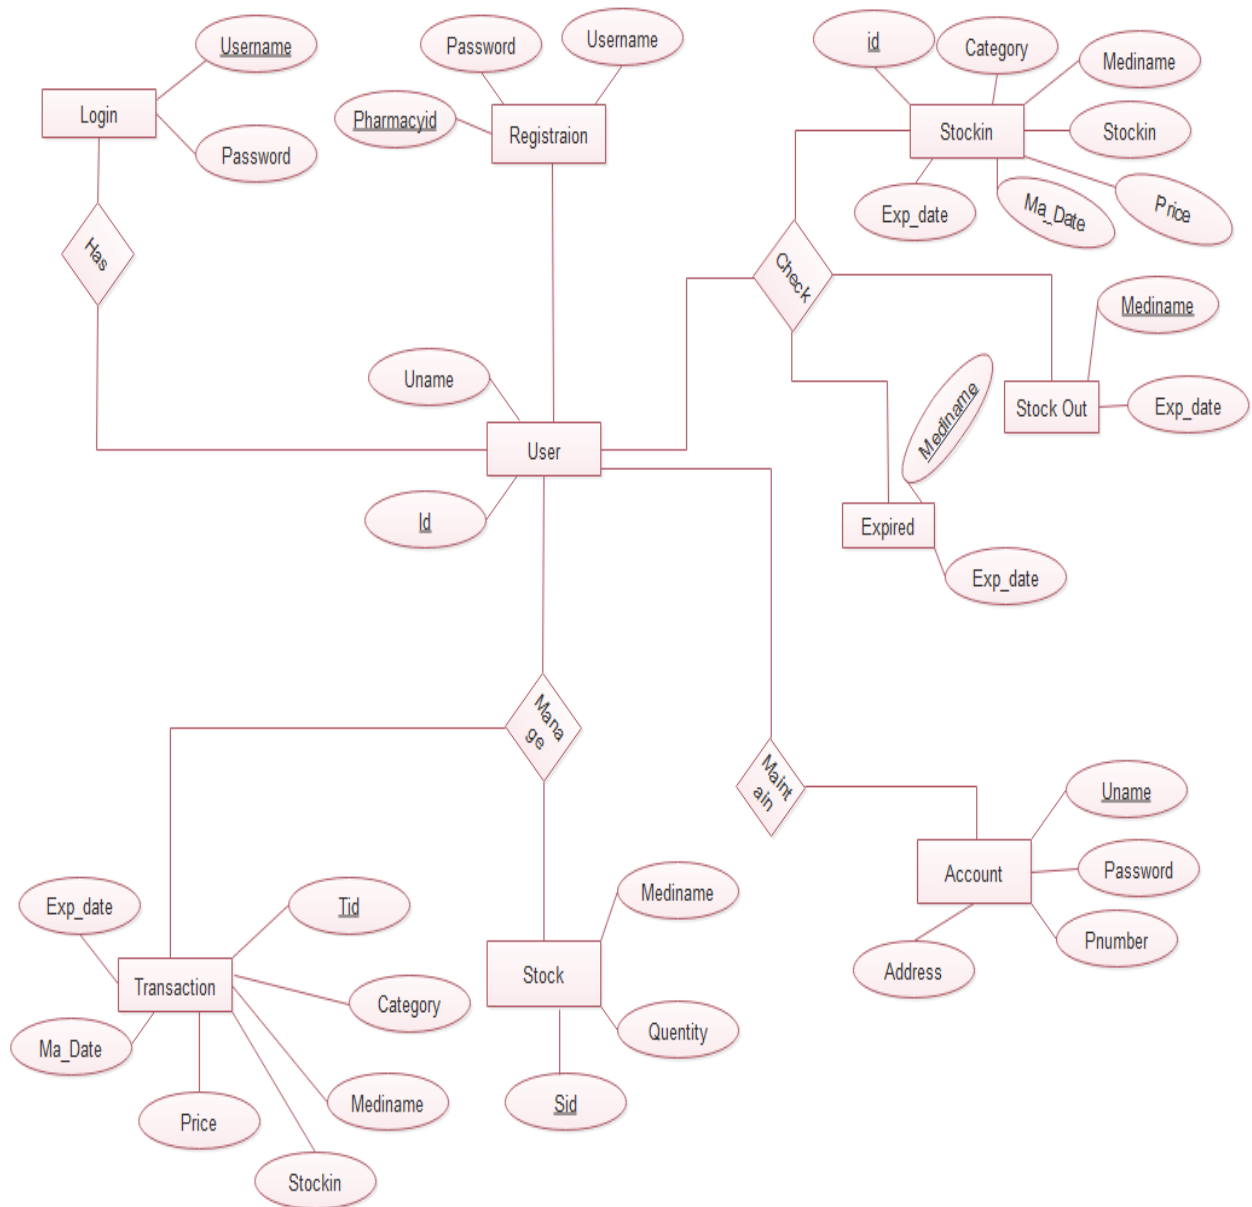 Username
Login
Password
Password
Username
Pharmacyid
Registraion
id
Category
Mediname
Stockin
Stockin
Exp_date
Ma_Date
Price
Has
Check
Mediname
Stock Out
Exp_date
Mediname
Expired
Exp_date
Uname
User
Id
Mana
ge
Maint
ain
Uname
Account
Password
Pnumber
Address
Exp_date
Tid
Transaction
Category
Ma_Date
Price
Mediname
Stockin
Mediname
Stock
Quentity
Sid